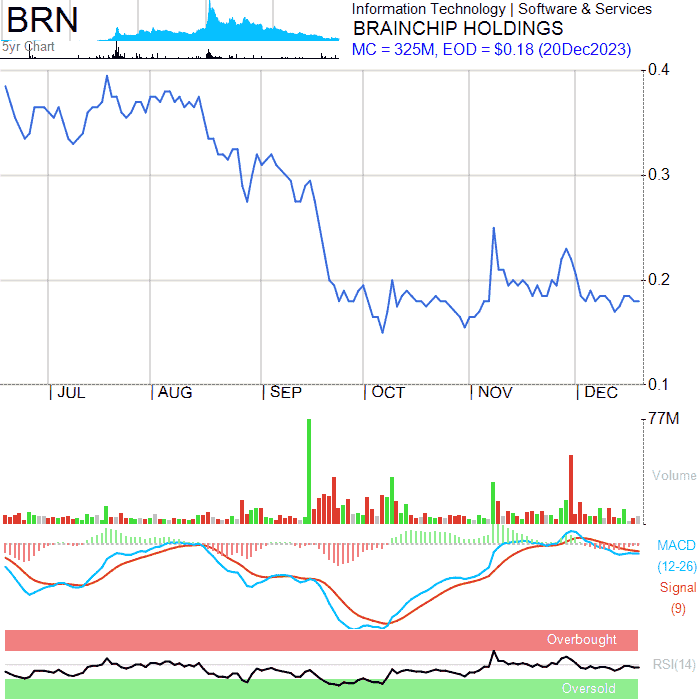 BRN
5yr Chart
Information Technology | Software & Services
BRAINCHIP HOLDINGS
MC = 325M, EOD = $0.18 (20Dec2023)
0.4
0.3
0.2
0.1
| JUL | AUG | SEP | OCT | NOV | DEC
77M
Volume
MACD
(12-26)
Signal
(9)
Overbought
RSI(14)
Oversold